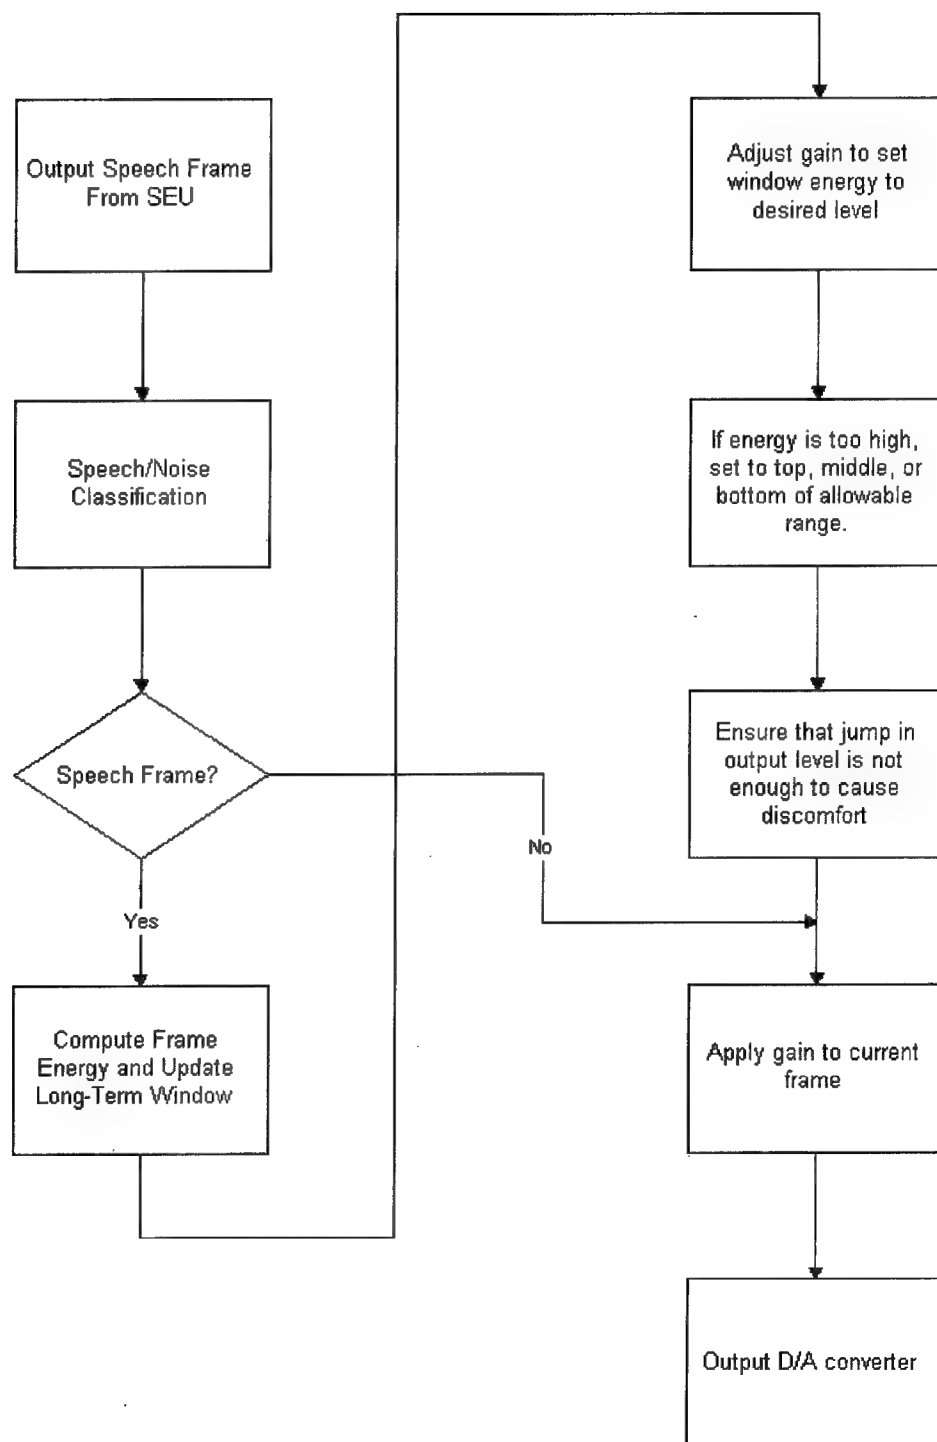 Output Speech Frame
From SEU
Speech/Noise
Classification
Speech Frame?
Yes
No
Compute Frame
Energy and Update
Long-Term Window
Adjust gain to set
window energy to
desired level
If energy is too high,
set to top, middle, or
bottom of allowable
range.
Ensure that jump in
output level is not
enough to cause
discomfort
Apply gain to current
frame
Output D/A converter